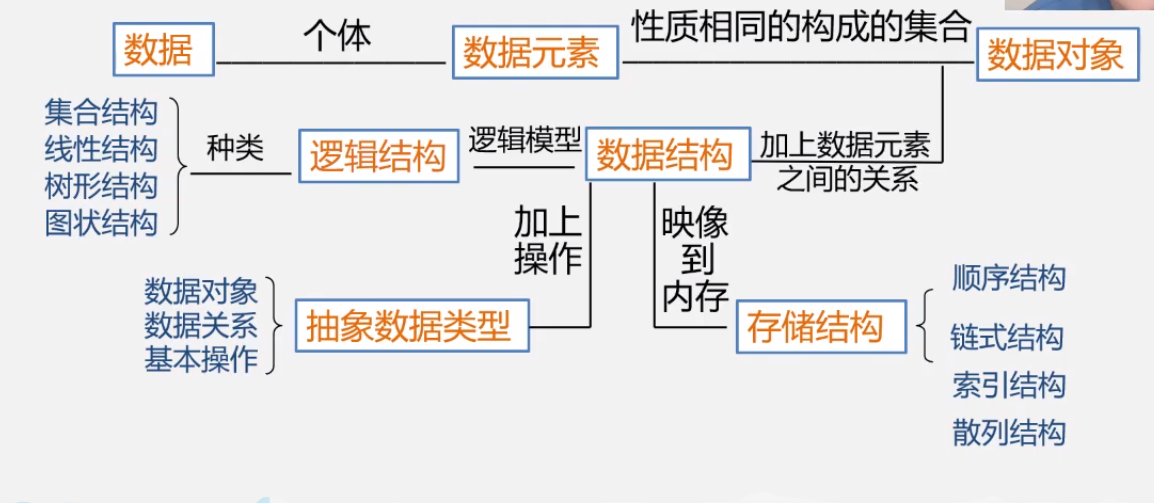 数据
个体
数据元素
性质相同的构成的集合
数据对象
集合结构
线性结构
树形结构
图状结构
种类
逻辑结构
逻辑模型
数据结构
加上数据元素
之间的关系
加上
操作
映像
到
内存
数据对象
数据关系
基本操作
抽象数据类型
存储结构
顺序结构
链式结构
索引结构
散列结构